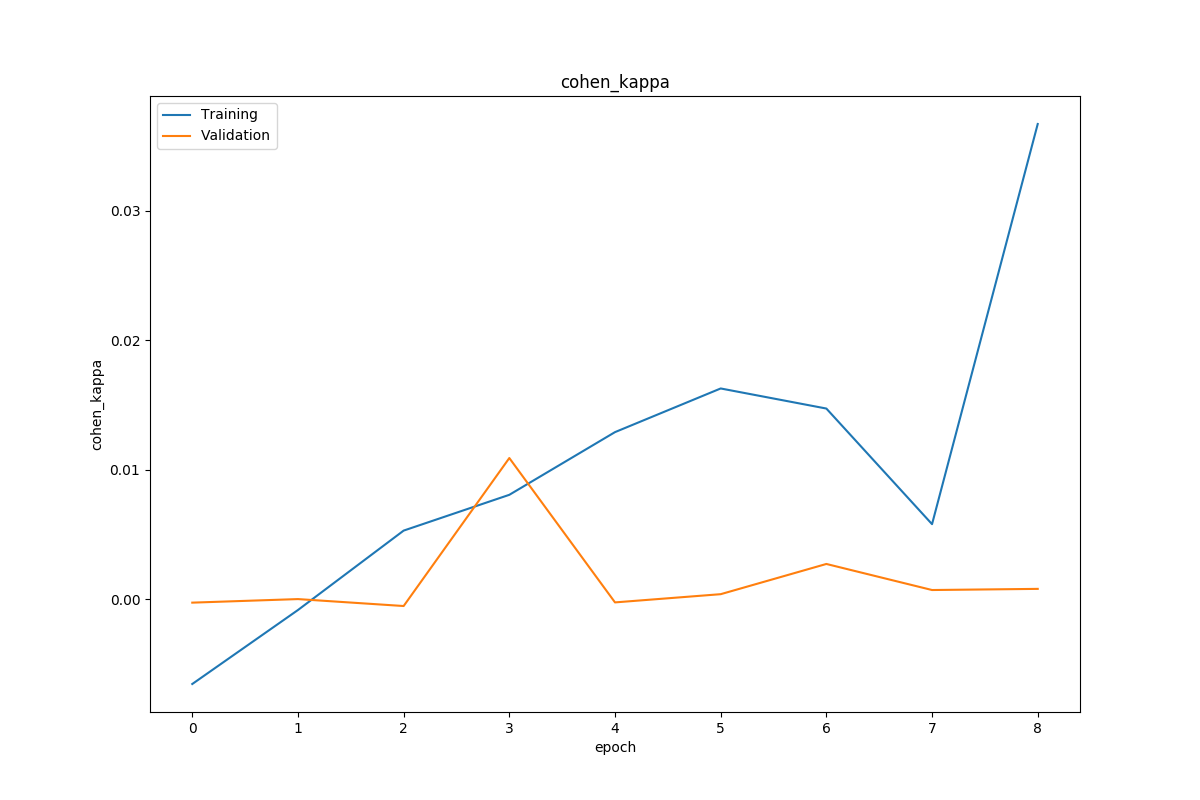 cohen_kappa
Training
Validation
cohen_kappa
0.03
0.02
0.01
0.00
0 1 2 3 4 5 6 7 8
epoch